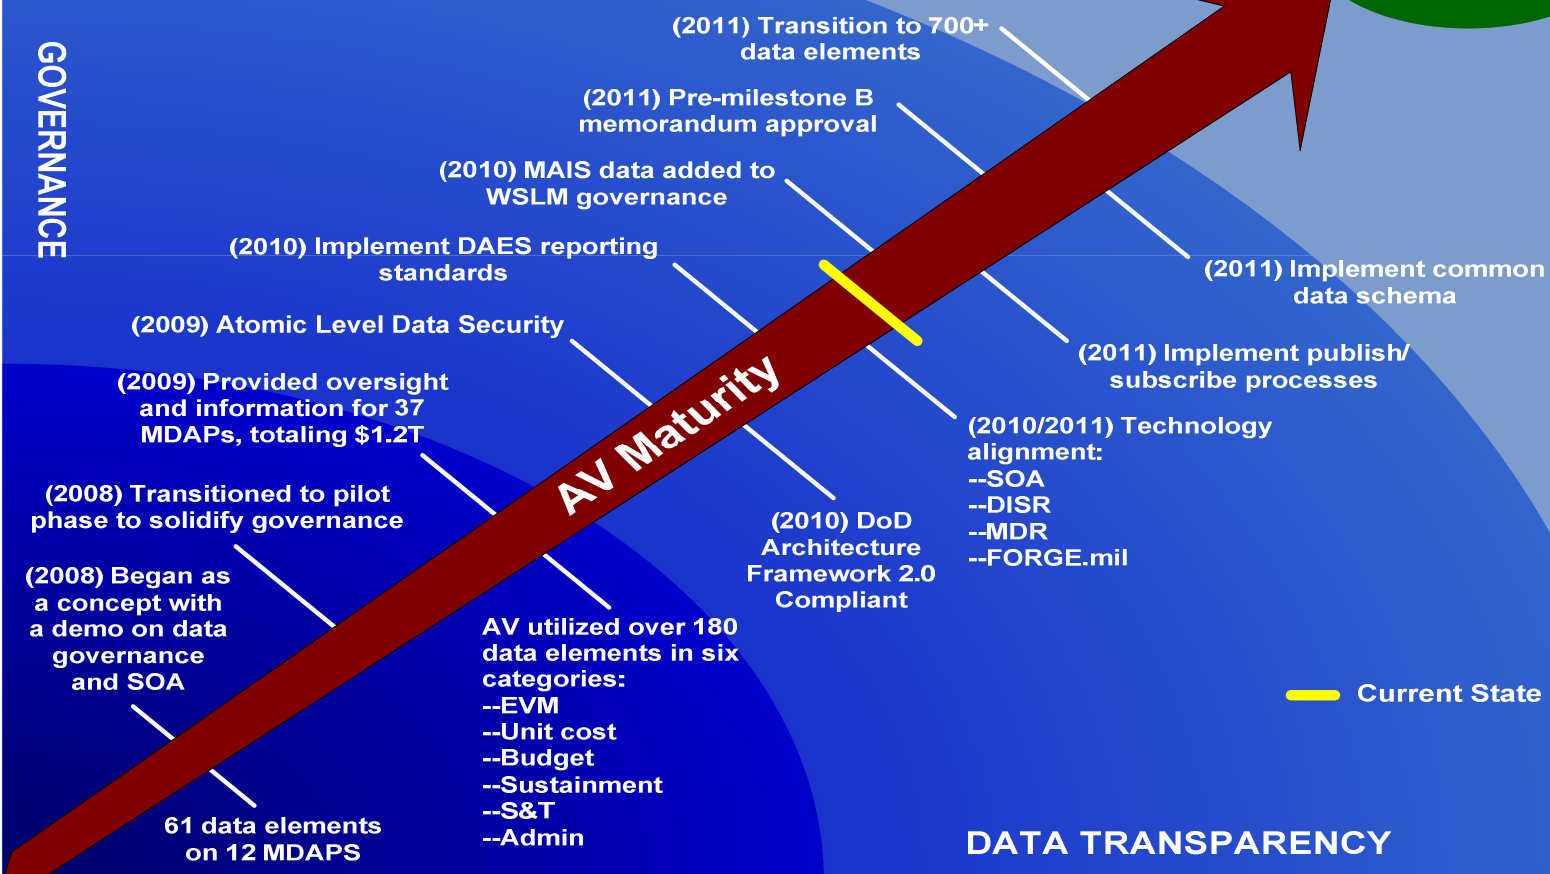 GOVERNANCE
(2011) Transition to 700+
data elements
(2011) Pre-milestone B
memorandum approval
(2010) MAIS data added to
WSLM governance
(2010) Implement DAES reporting
standards
(2009) Atomic Level Data Security
(2009) Provided oversight
and information for 37
MDAPs, totaling $1.2T
(2008) Transitioned to pilot
phase to solidify governance
(2008) Began as
a concept with
a demo on data
governance
and SOA
AV Maturity
61 data elements
on 12 MDAPS
AV utilized over 180
data elements in six
categories:
--EVM
--Unit cost
--Budget
--Sustainment
--S&T
--Admin
(2010) DoD
Architecture
Framework 2.0
Compliant
(2010/2011) Technology
alignment:
--SOA
--DISR
--MDR
--FORGE.mil
(2011) Implement publish/
subscribe processes
(2011) Implement common
data schema
Current State
DATA TRANSPARENCY